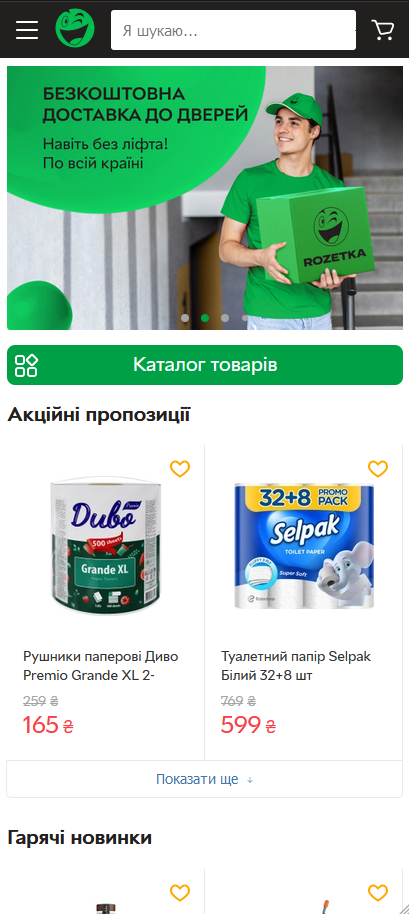 Я шукаю...
БЕЗКОШТОВНА
ДОСТАВКА ДО ДВЕРЕЙ
Навіть без ліфта!
По всій країні
ROZETKA
Каталог товарів
Акційні пропозиції
Диво
500 sheets
Grande XL
32+8 PROMO PACK
Selpak
TOILET PAPER
Super Soft
Рушники паперові Диво
Premio Grande XL 2-
259 ₴
165 ₴
Туалетний папір Selpak
Білий 32+8 шт
769 ₴
599 ₴
Показати ще ↓
Гарячі новинки